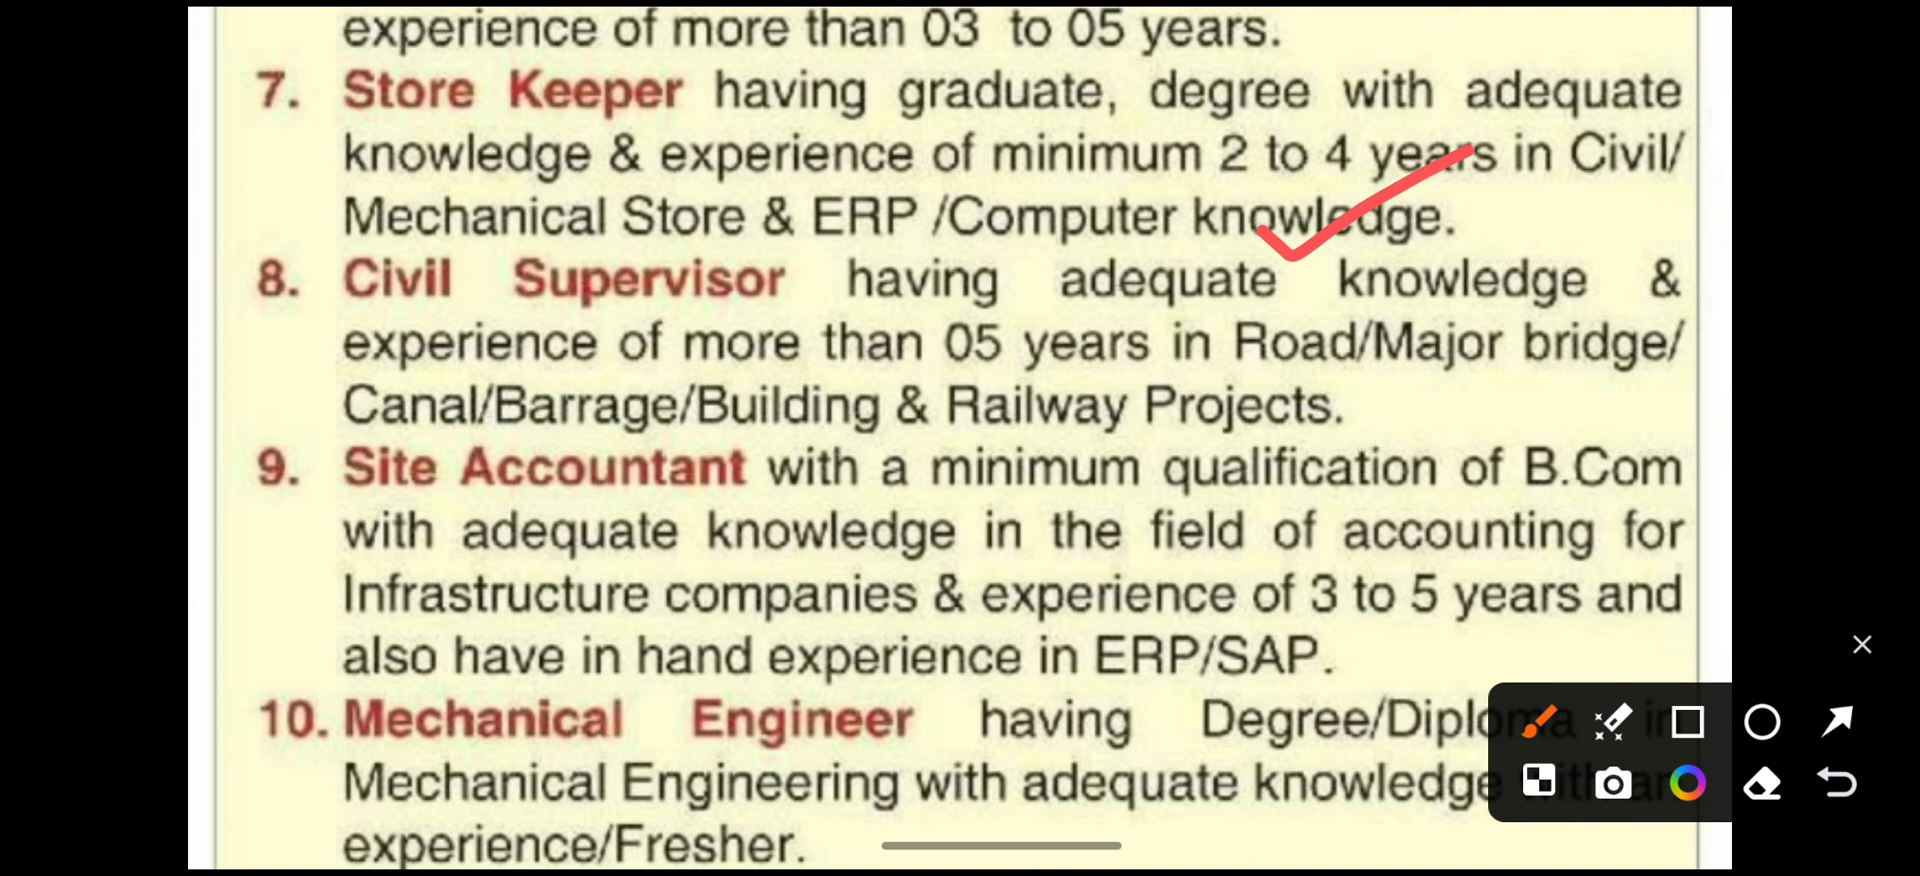 experience of more than 03 to 05 years.
7. Store Keeper having graduate, degree with adequate
knowledge & experience of minimum 2 to 4 years in Civil/
Mechanical Store & ERP /Computer knowledge.
8. Civil Supervisor having adequate knowledge &
experience of more than 05 years in Road/Major bridge/
Canal/Barrage/Building & Railway Projects.
9. Site Accountant with a minimum qualification of B.Com
with adequate knowledge in the field of accounting for
Infrastructure companies & experience of 3 to 5 years and
also have in hand experience in ERP/SAP.
10. Mechanical Engineer having Degree/Diploma in
Mechanical Engineering with adequate knowledge with an
experience/Fresher.